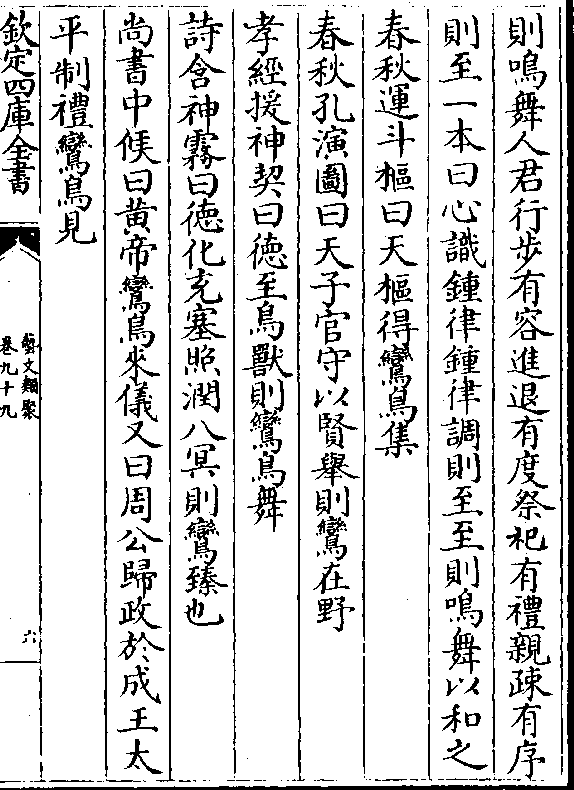 則鳴舞人君行步有容進退有度祭祀有禮親疎有序
則至一本曰心識鍾律鍾律調則至至則鳴舞以和之
春秋運斗樞曰天樞得鸞鳥集
春秋孔演圖曰天子官守以賢舉則鸞在野
孝經援神契曰德至鳥獸則鸞鳥舞
詩含神霧曰德化充塞照潤八冥則鸞臻也
尚書中候曰黄帝鸞鳥來儀又曰周公歸政於成王太
平制禮鸞鳥見
欽定四庫全書
藝文類聚
卷九十九
六